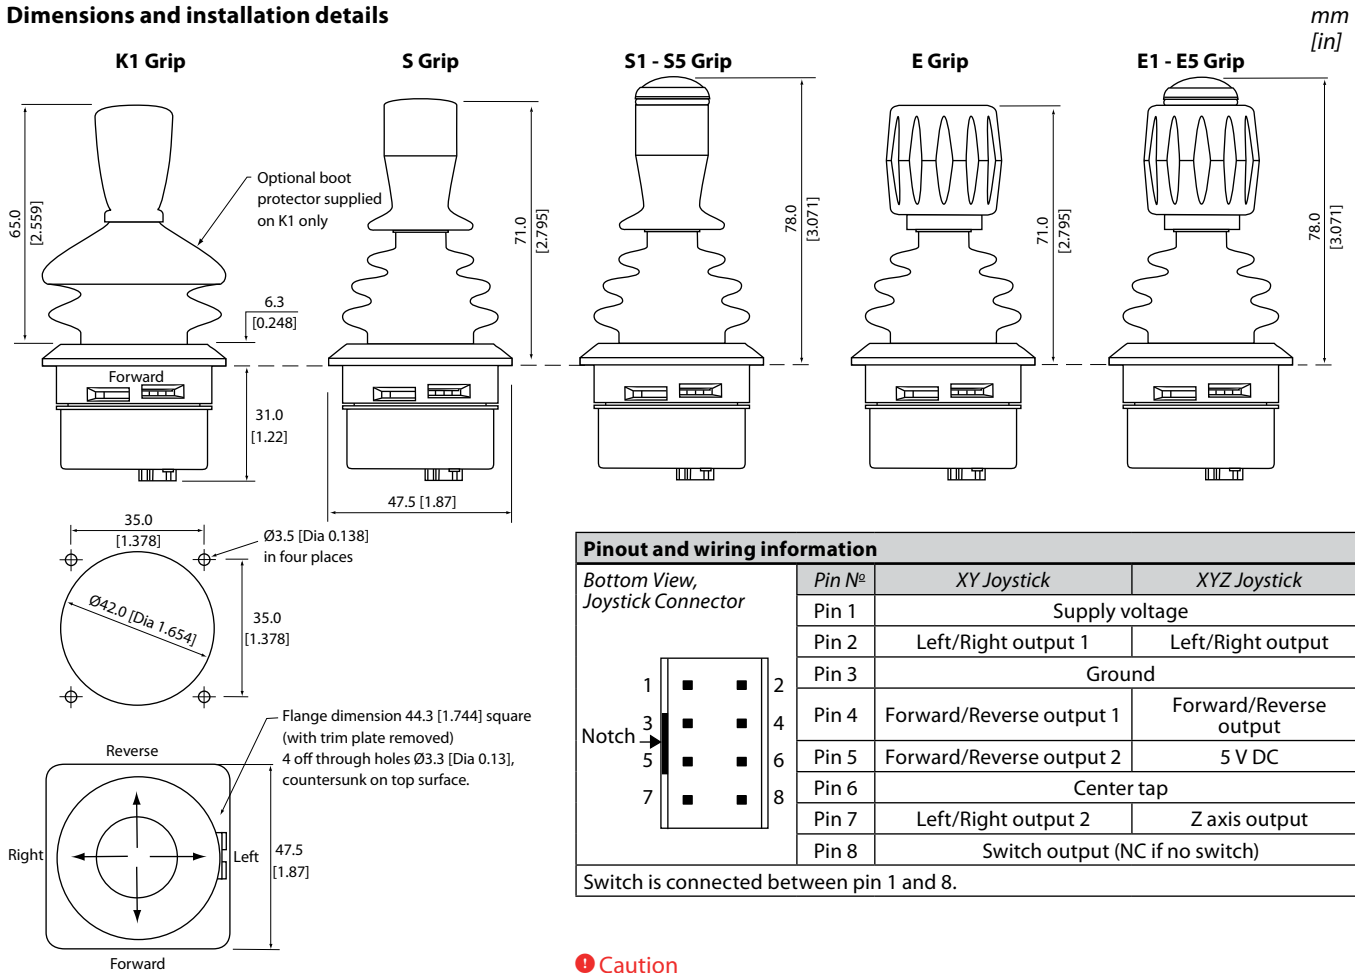 Dimensions and installation details
mm
[in]
K1 Grip
S Grip
S1 - S5 Grip
E Grip
E1 - E5 Grip
65.0
[2.559]
Optional boot
protector supplied
on K1 only
6.3
[0.248]
71.0
[2.795]
78.0
[3.071]
71.0
[2.795]
78.0
[3.071]
Forward
31.0
[1.22]
47.5 [1.87]
35.0
[1.378]
Ø3.5 [Dia 0.138]
in four places
Ø42.0 [Dia 1.654]
35.0
[1.378]
Flange dimension 44.3 [1.744] square
(with trim plate removed)
4 off through holes Ø3.3 [Dia 0.13],
countersunk on top surface.
Reverse
Right
Left
47.5
[1.87]
Forward
Pinout and wiring information
Bottom View,
Joystick Connector
Pin Nº XY Joystick XYZ Joystick
Pin 1 Supply voltage
Pin 2 Left/Right output 1 Left/Right output
Pin 3 Ground
Pin 4 Forward/Reverse output 1 Forward/Reverse
output
Pin 5 Forward/Reverse output 2 5 V DC
Pin 6 Center tap
Pin 7 Left/Right output 2 Z axis output
Pin 8 Switch output (NC if no switch)
1 2
3 4
Notch
5 6
7 8
Switch is connected between pin 1 and 8.
! Caution